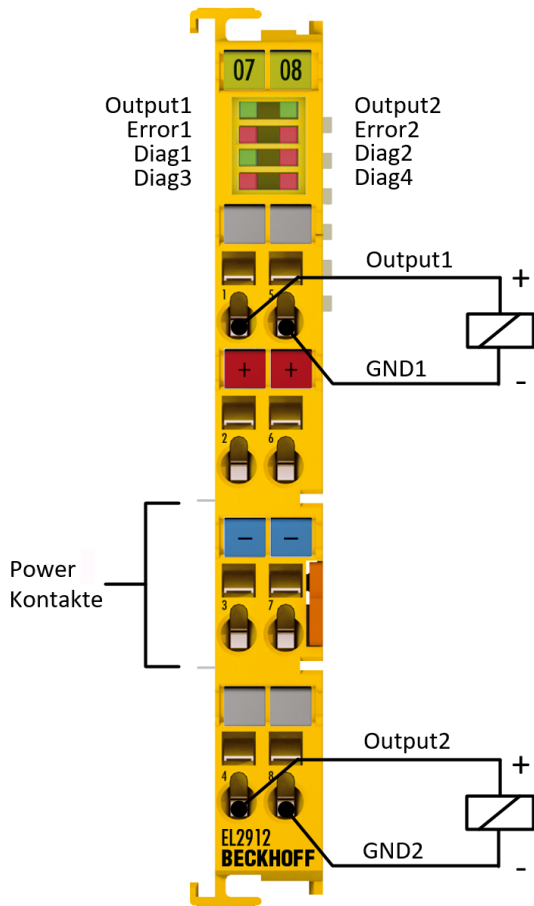 07 08
Output1
Error1
Diag1
Diag3
Output2
Error2
Diag2
Diag4
1 5
Output1
+
GND1
-
+ +
2 6
− −
Power
Kontakte
3 7
Output2
+
4 8
GND2
-
EL2912
BECKHOFF